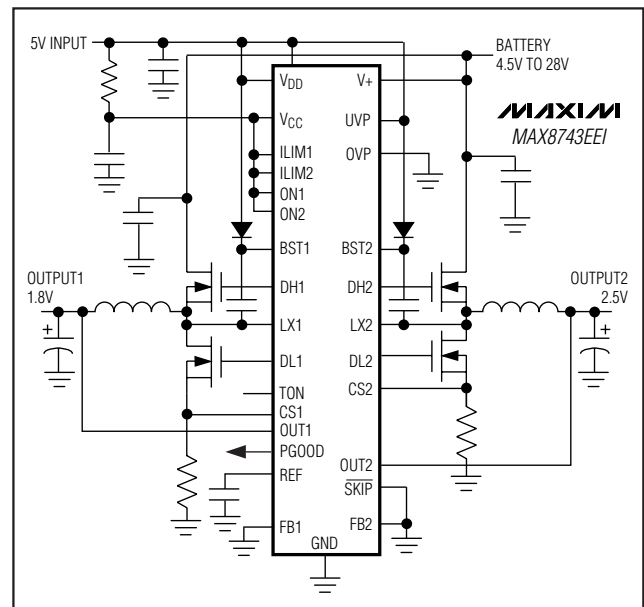 5V INPUT
BATTERY
4.5V TO 28V
VDD
V+
MAXIM
MAX8743EEI
VCC
UVP
ILIM1
OVP
ILIM2
ON1
ON2
BST1
BST2
OUTPUT1
1.8V
DH1
DH2
OUTPUT2
2.5V
LX1
LX2
DL1
DL2
TON
CS2
CS1
OUT1
PGOOD
OUT2
REF
SKIP
FB1
FB2
GND
+
+